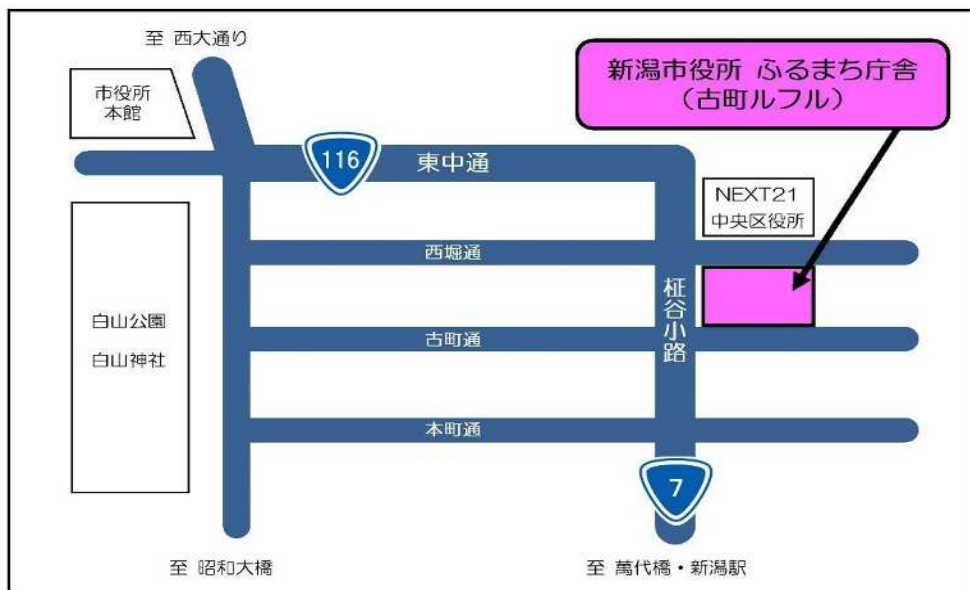 至 西大通り
市役所
本館
新潟市役所 ふるまち庁舎
（古町ルフル）
116
東中通
NEXT21
中央区役所
西堀通
柾谷小路
白山公園
白山神社
古町通
本町通
7
至 昭和大橋
至 萬代橋・新潟駅